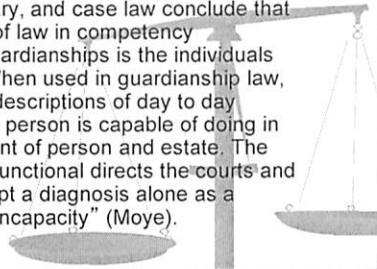 ry, and case law conclude that
of law in competency
ardianships is the individuals
hen used in guardianship law,
descriptions of day to day
person is capable of doing in
nt of person and estate. The
unctional directs the courts and
pt a diagnosis alone as a
ncapacity” (Moye).